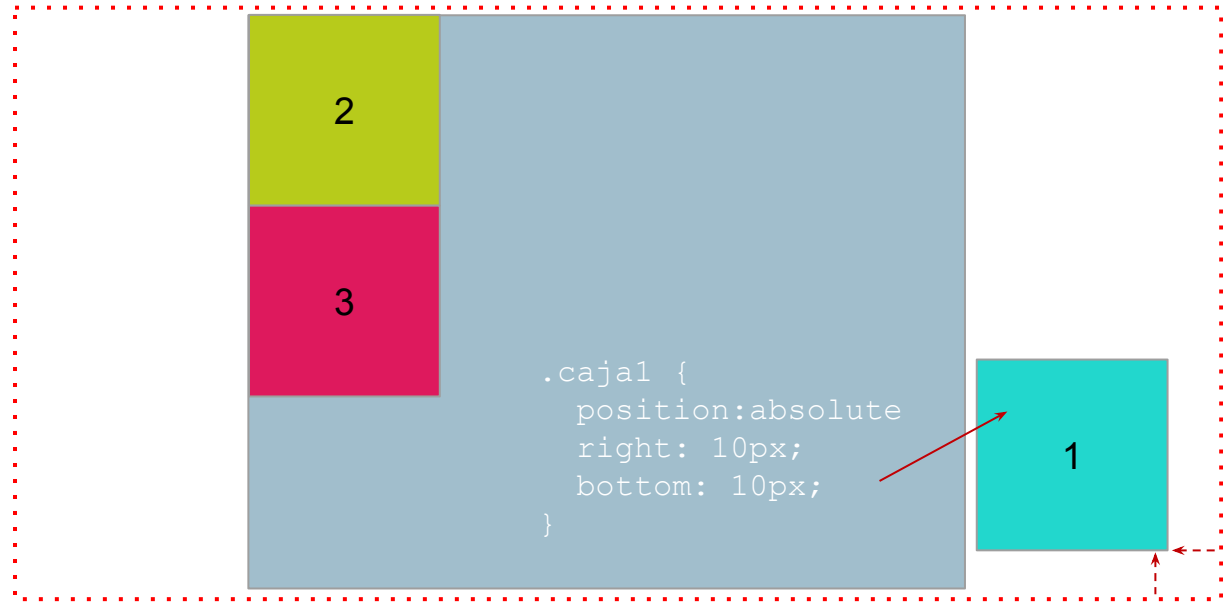 2
3
.caja1 {
  position:absolute
  right: 10px;
  bottom: 10px;
}
1